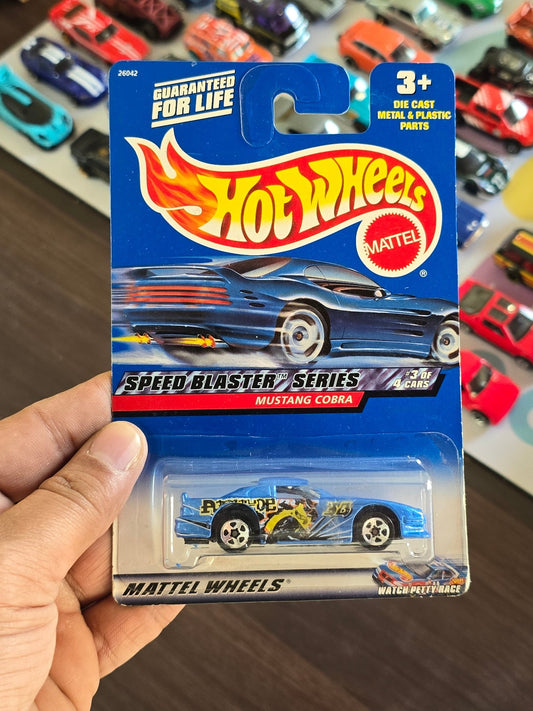 26042
GUARANTEED
FOR LIFE
3+
DIE CAST
METAL & PLASTIC
PARTS
HOT WHEELS
MATTEL
®
SPEED BLASTER™ SERIES
#3 OF
4 CARS
MUSTANG COBRA
MATTEL WHEELS®
WATCH PETTY RACE